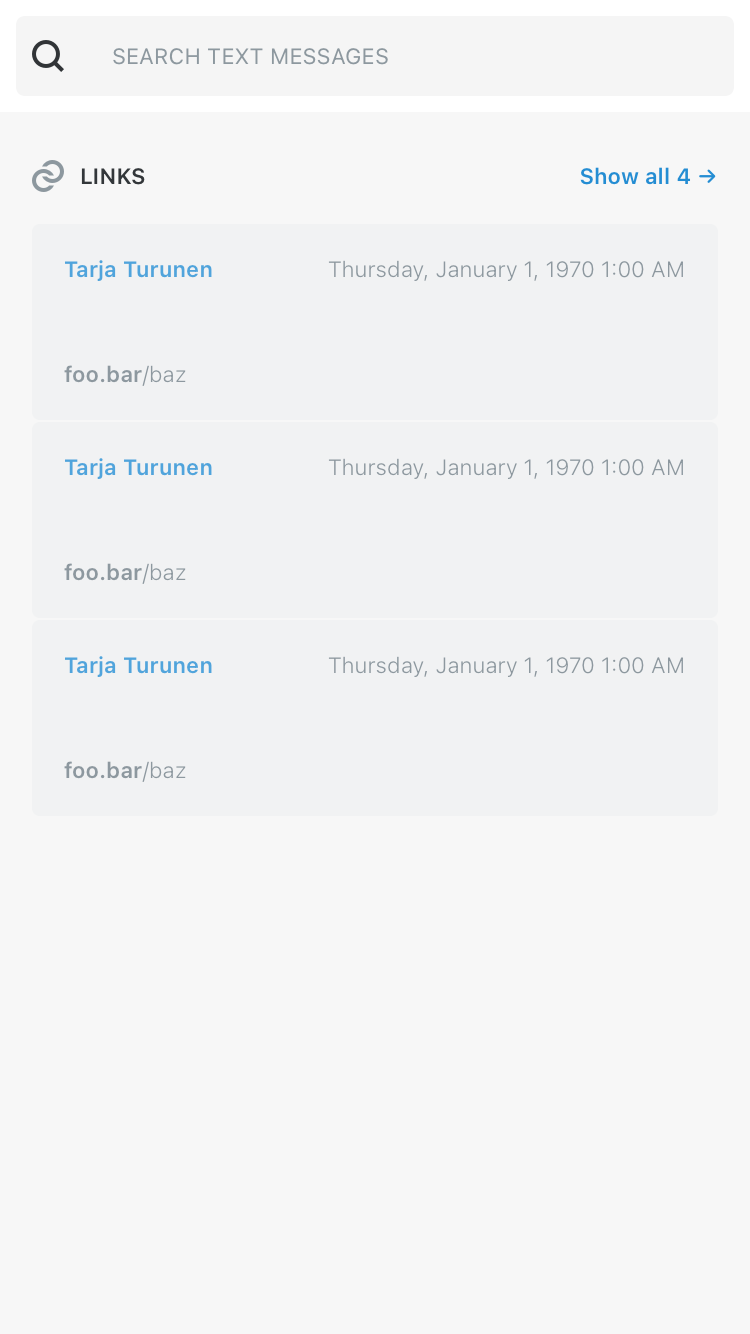 SEARCH TEXT MESSAGES
LINKS Show all 4 →
Tarja Turunen Thursday, January 1, 1970 1:00 AM
foo.bar/baz
Tarja Turunen Thursday, January 1, 1970 1:00 AM
foo.bar/baz
Tarja Turunen Thursday, January 1, 1970 1:00 AM
foo.bar/baz